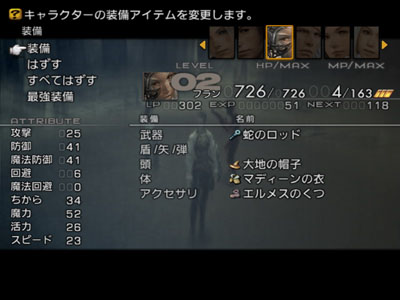 キャラクターの装備アイテムを変更します。
装備
装備
はずす
すべてはずす
最強装備
LEVEL HP/MAX MP/MAX
フラン 02 726/726 4/163
LP 302 EXP 51 NEXT 118
ATTRIBUTE
攻撃 25
防御 41
魔法防御 41
回避 6
魔法回避 0
ちから 34
魔力 52
活力 26
スピード 23
装備 名前
武器 蛇のロッド
盾/矢/弾
頭 大地の帽子
体 マディーンの衣
アクセサリ エルメスのくつ